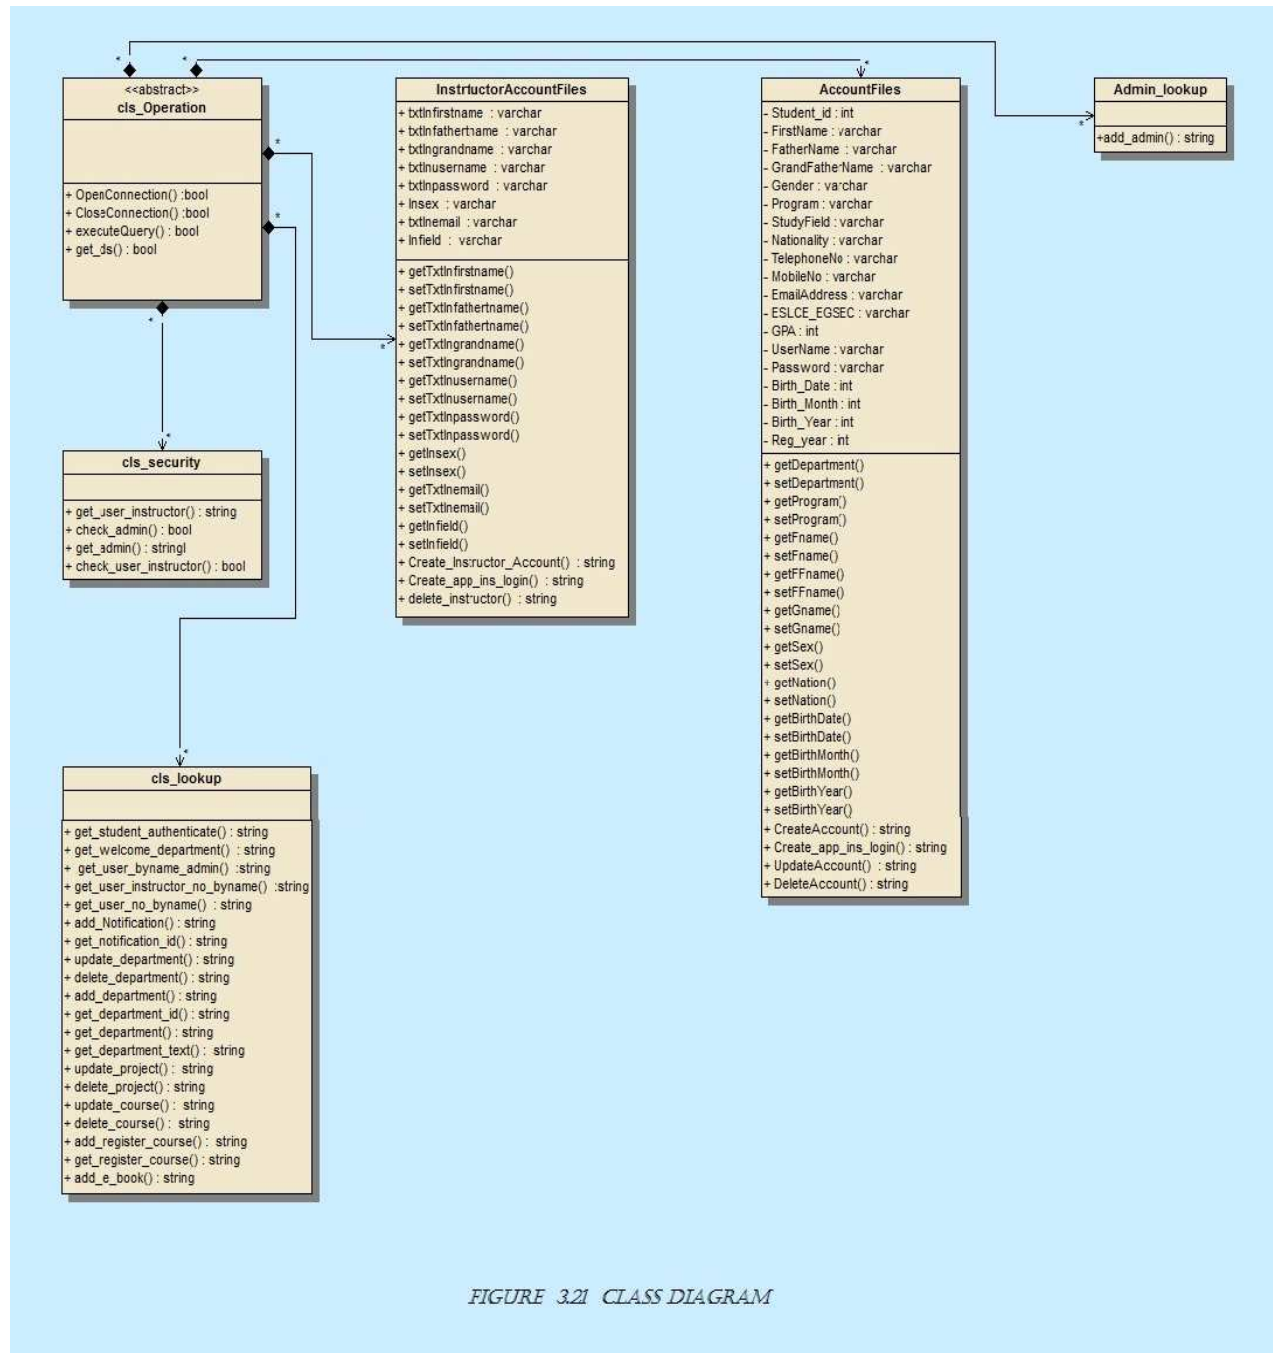 <<abstract>>
cls_Operation
+ OpenConnection() :bool
+ CloseConnection() :bool
+ executeQuery() : bool
+ get_ds() : bool
InstructorAccountFiles
+ txtInfirstname : varchar
+ txtInfathertname : varchar
+ txtIngrandname : varchar
+ txtInusername : varchar
+ txtInpassword : varchar
+ Insex : varchar
+ txtInemail : varchar
+ Infield : varchar
+ getTxtInfirstname()
+ setTxtInfirstname()
+ getTxtInfathertname()
+ setTxtInfathertname()
+ getTxtIngrandname()
+ setTxtIngrandname()
+ getTxtInusername()
+ setTxtInusername()
+ getTxtInpassword()
+ setTxtInpassword()
+ getInsex()
+ setInsex()
+ getTxtInemail()
+ setTxtInemail()
+ getInfield()
+ setInfield()
+ Create_Instructor_Account() : string
+ Create_app_ins_login() : string
+ delete_instructor() : string
AccountFiles
- Student_id : int
- FirstName : varchar
- FatherName : varchar
- GrandFatherName : varchar
- Gender : varchar
- Program : varchar
- StudyField : varchar
- Nationality : varchar
- TelephoneNo : varchar
- MobileNo : varchar
- EmailAddress : varchar
- ESLCE_EGSEC : varchar
- GPA : int
- UserName : varchar
- Password : varchar
- Birth_Date : int
- Birth_Month : int
- Birth_Year : int
- Reg_year : int
+ getDepartment()
+ setDepartment()
+ getProgram()
+ setProgram()
+ getFname()
+ setFname()
+ getFFname()
+ setFFname()
+ getGname()
+ setGname()
+ getSex()
+ setSex()
+ getNation()
+ setNation()
+ getBirthDate()
+ setBirthDate()
+ getBirthMonth()
+ setBirthMonth()
+ getBirthYear()
+ setBirthYear()
+ CreateAccount() : string
+ Create_app_ins_login() : string
+ UpdateAccount() : string
+ DeleteAccount() : string
Admin_lookup
+add_admin() : string
cls_security
+ get_user_instructor() : string
+ check_admin() : bool
+ get_admin() : stringl
+ check_user_instructor() : bool
cls_lookup
+ get_student_authenticate() : string
+ get_welcome_department() : string
+ get_user_byname_admin() :string
+ get_user_instructor_no_byname() :string
+ get_user_no_byname() : string
+ add_Notification() : string
+ get_notification_id() : string
+ update_department() : string
+ delete_department() : string
+ add_department() : string
+ get_department_id() : string
+ get_department() : string
+ get_department_text() : string
+ update_project() : string
+ delete_project() : string
+ update_course() : string
+ delete_course() : string
+ add_register_course() : string
+ get_register_course() : string
+ add_e_book() : string
* * * * * * * * * *
FIGURE 3.21 CLASS DIAGRAM